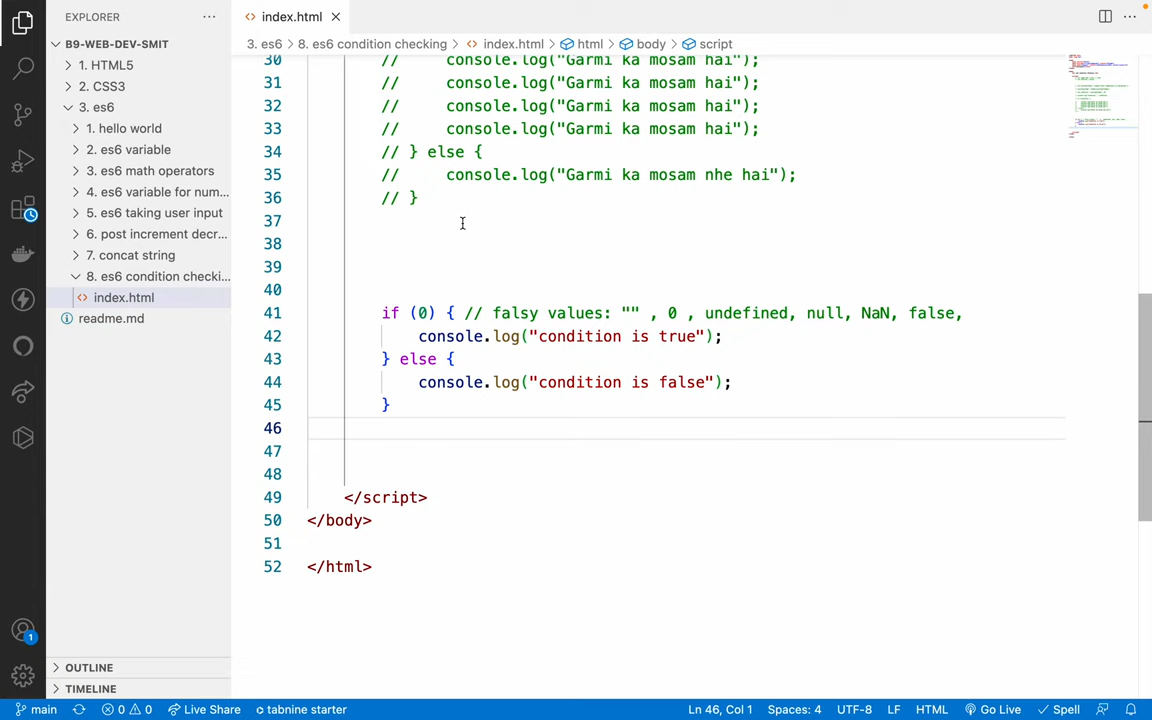 EXPLORER
index.html
B9-WEB-DEV-SMIT
1. HTML5
2. CSS3
3. es6
1. hello world
2. es6 variable
3. es6 math operators
4. es6 variable for num...
5. es6 taking user input
6. post increment decr...
7. concat string
8. es6 condition checki...
index.html
readme.md
OUTLINE
TIMELINE
3. es6 > 8. es6 condition checking > index.html > html > body > script
30 // console.log("Garmi ka mosam hai");
31 // console.log("Garmi ka mosam hai");
32 // console.log("Garmi ka mosam hai");
33 // console.log("Garmi ka mosam hai");
34 // } else {
35 // console.log("Garmi ka mosam nhe hai");
36 // }
37
38
39
40
41 if (0) { // falsy values: "" , 0 , undefined, null, NaN, false,
42 console.log("condition is true");
43 } else {
44 console.log("condition is false");
45 }
46
47
48
49 </script>
50 </body>
51
52 </html>
1
main 0 0 Live Share tabnine starter Ln 46, Col 1 Spaces: 4 UTF-8 LF HTML Go Live Spell